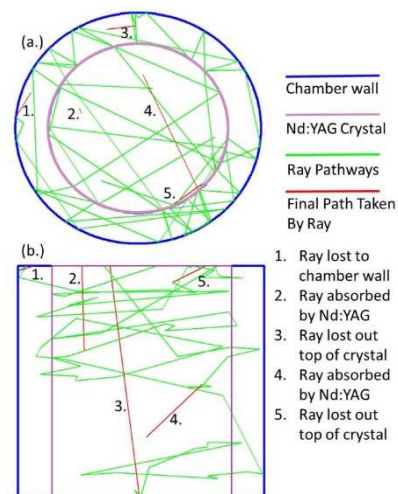 (a.)
3.
1.
2.
4.
5.
Chamber wall
Nd:YAG Crystal
Ray Pathways
Final Path Taken
By Ray
(b.)
1.
2.
5.
3.
4.
1. Ray lost to
chamber wall
2. Ray absorbed
by Nd:YAG
3. Ray lost out
top of crystal
4. Ray absorbed
by Nd:YAG
5. Ray lost out
top of crystal